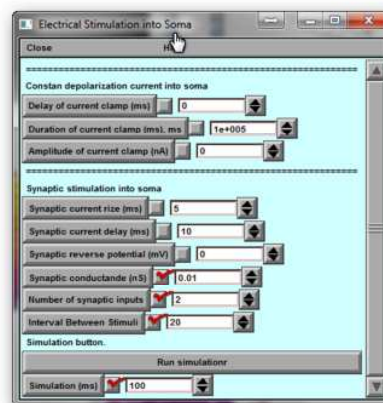 Electrical Stimulation into Soma
Close
==========================================
Constan depolarization current into soma
Delay of current clamp (ms) 0
Duration of current clamp (ms), ms 1e+005
Amplitude of current clamp (nA) 0
==========================================
Synaptic stimulation into soma
Synaptic current rize (ms) 5
Synaptic current delay (ms) 10
Synaptic reverse potential (mV) 0
Synaptic conductande (nS) 0.01
Number of synaptic inputs 2
Interval Between Stimuli 20
Simulation button.
Run simulationr
Simulation (ms) 100